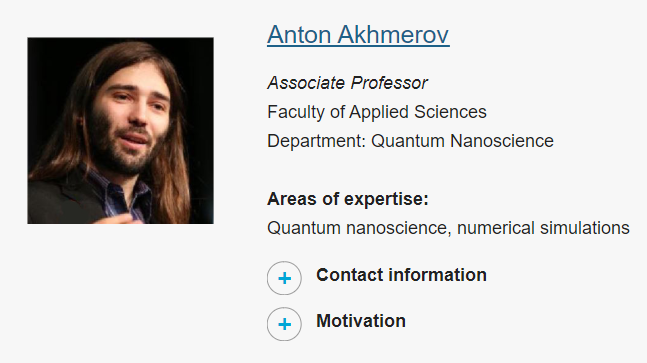 Anton Akhmerov
Associate Professor
Faculty of Applied Sciences
Department: Quantum Nanoscience
Areas of expertise:
Quantum nanoscience, numerical simulations
+ Contact information
+ Motivation